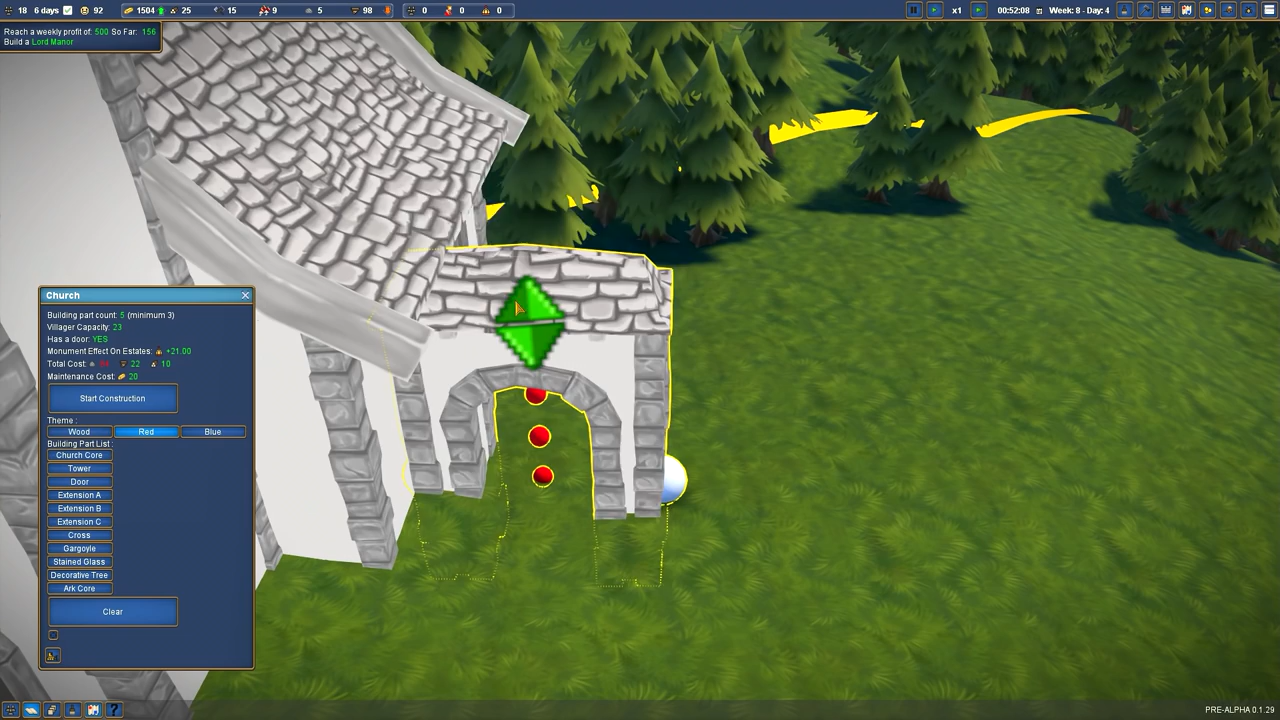 18 6 days 92 1504 25 15 9 5 98 0 0 0 x1 00:52:08 Week: 8 - Day: 4
Reach a weekly profit of: 500 So Far: 156
Build a Lord Manor
Church
Building part count: 5 (minimum 3)
Villager Capacity: 23
Has a door: YES
Monument Effect On Estates: +21.00
Total Cost: 22 10
Maintenance Cost: 20
Start Construction
Theme :
Wood Red Blue
Building Part List :
Church Core
Tower
Door
Extension A
Extension B
Extension C
Cross
Gargoyle
Stained Glass
Decorative Tree
Ark Core
Clear
?
PRE-ALPHA 0.1.29